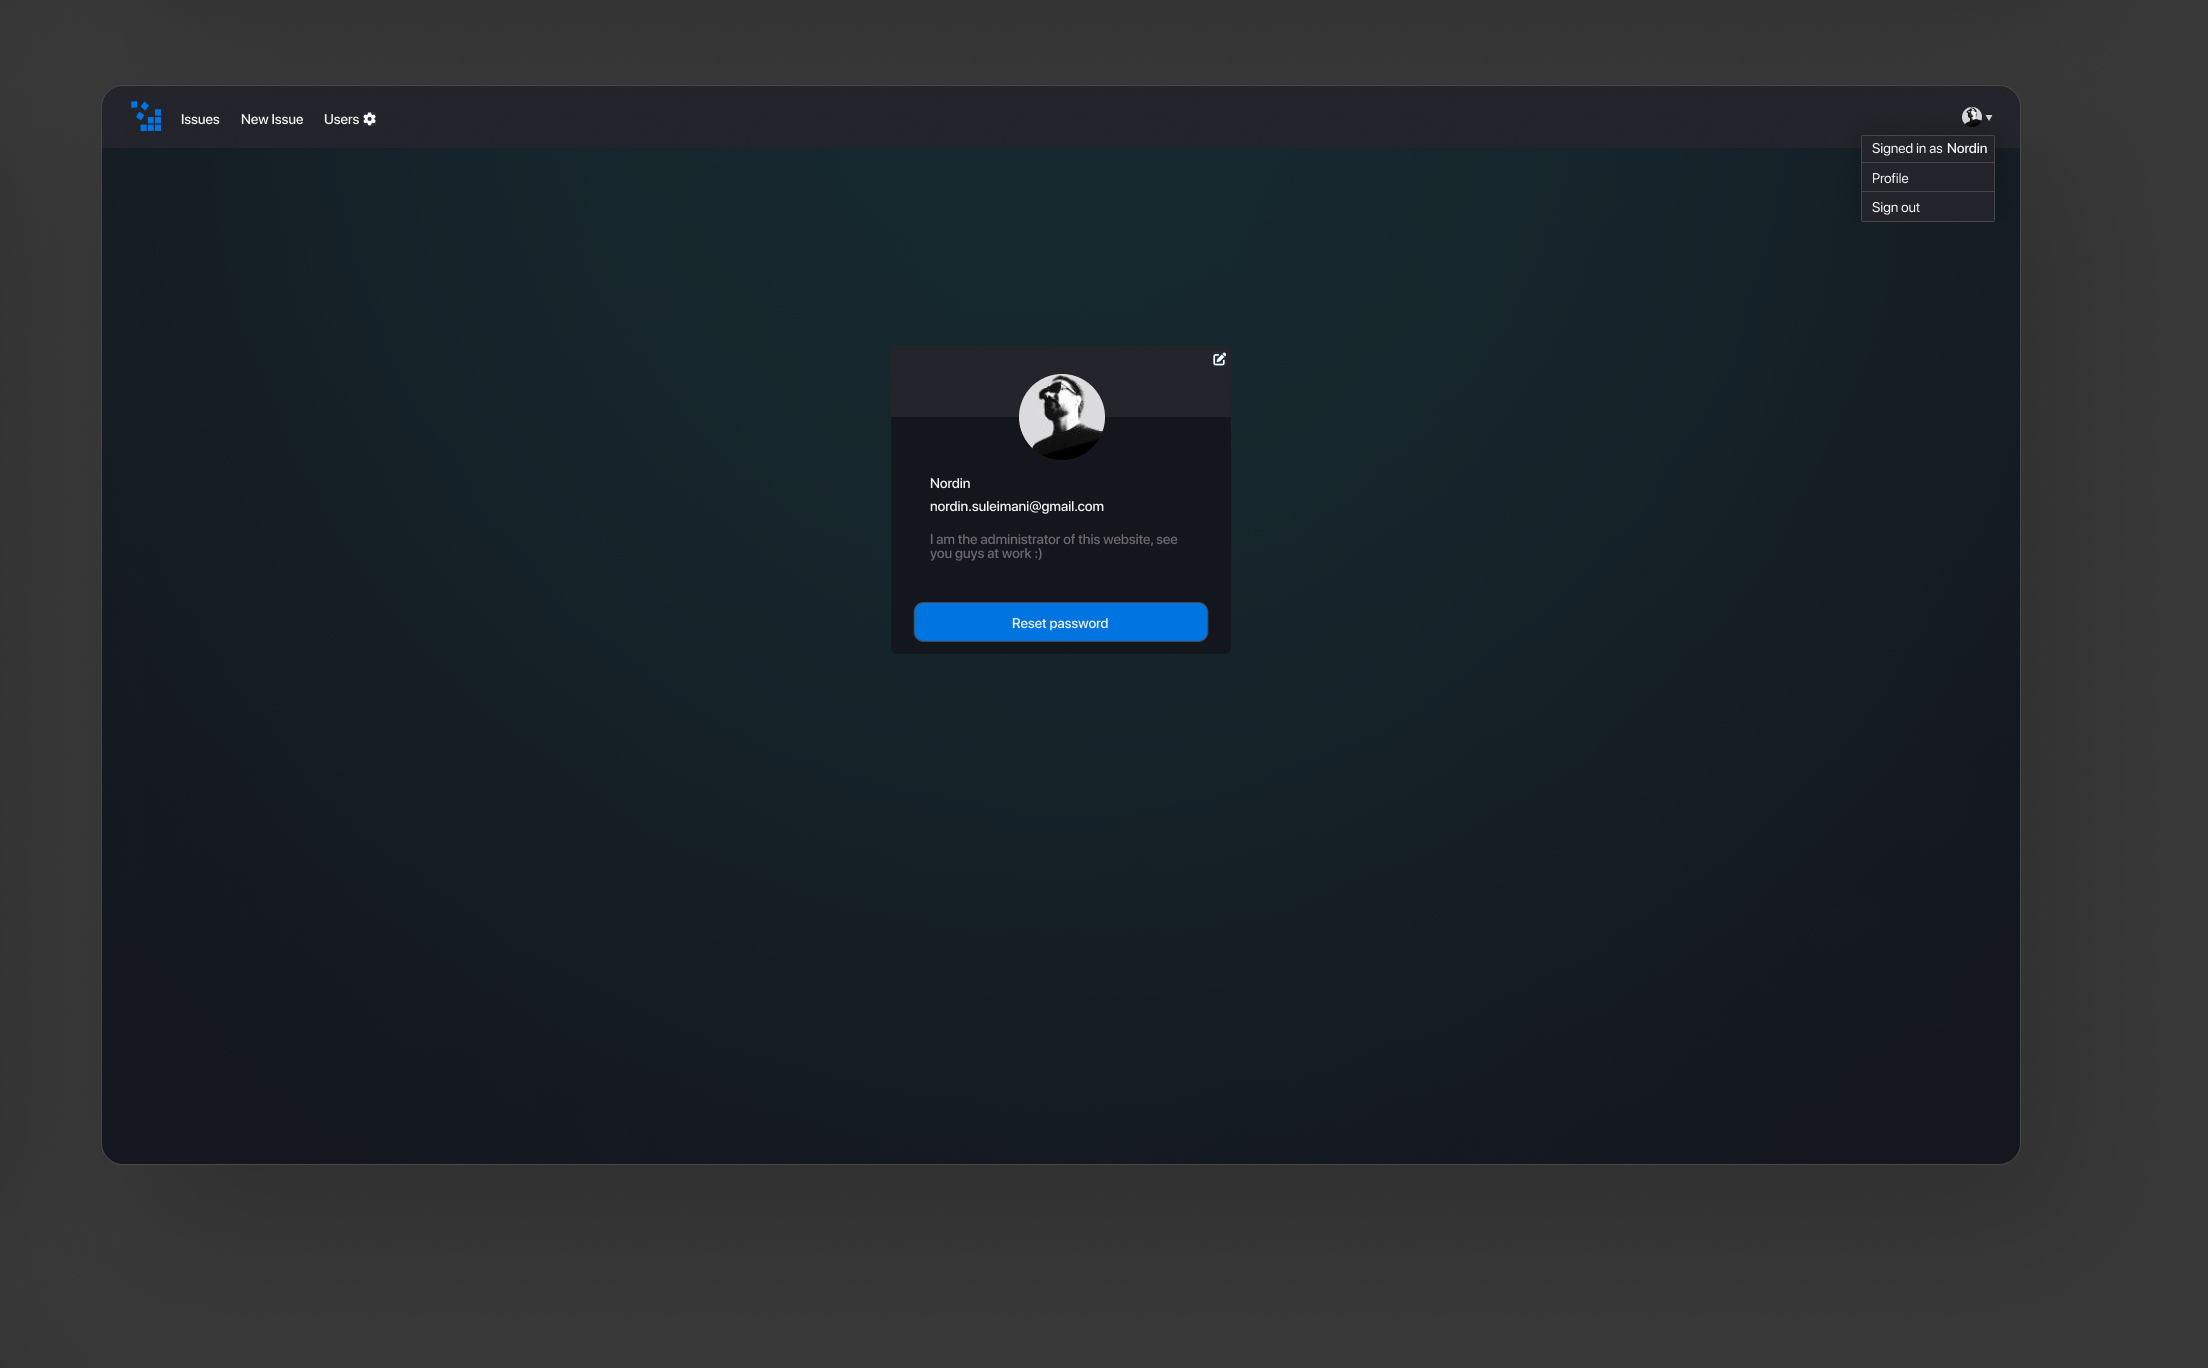 Issues New Issue Users
Signed in as Nordin
Profile
Sign out
Nordin
nordin.suleimani@gmail.com
I am the administrator of this website, see
you guys at work :)
Reset password